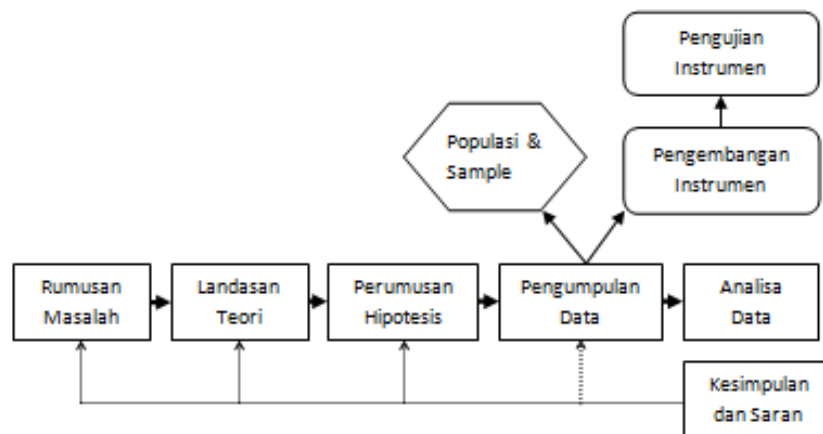 Pengujian
Instrumen
Populasi &
Sample
Pengembangan
Instrumen
Rumusan
Masalah
Landasan
Teori
Perumusan
Hipotesis
Pengumpulan
Data
Analisa
Data
Kesimpulan
dan Saran